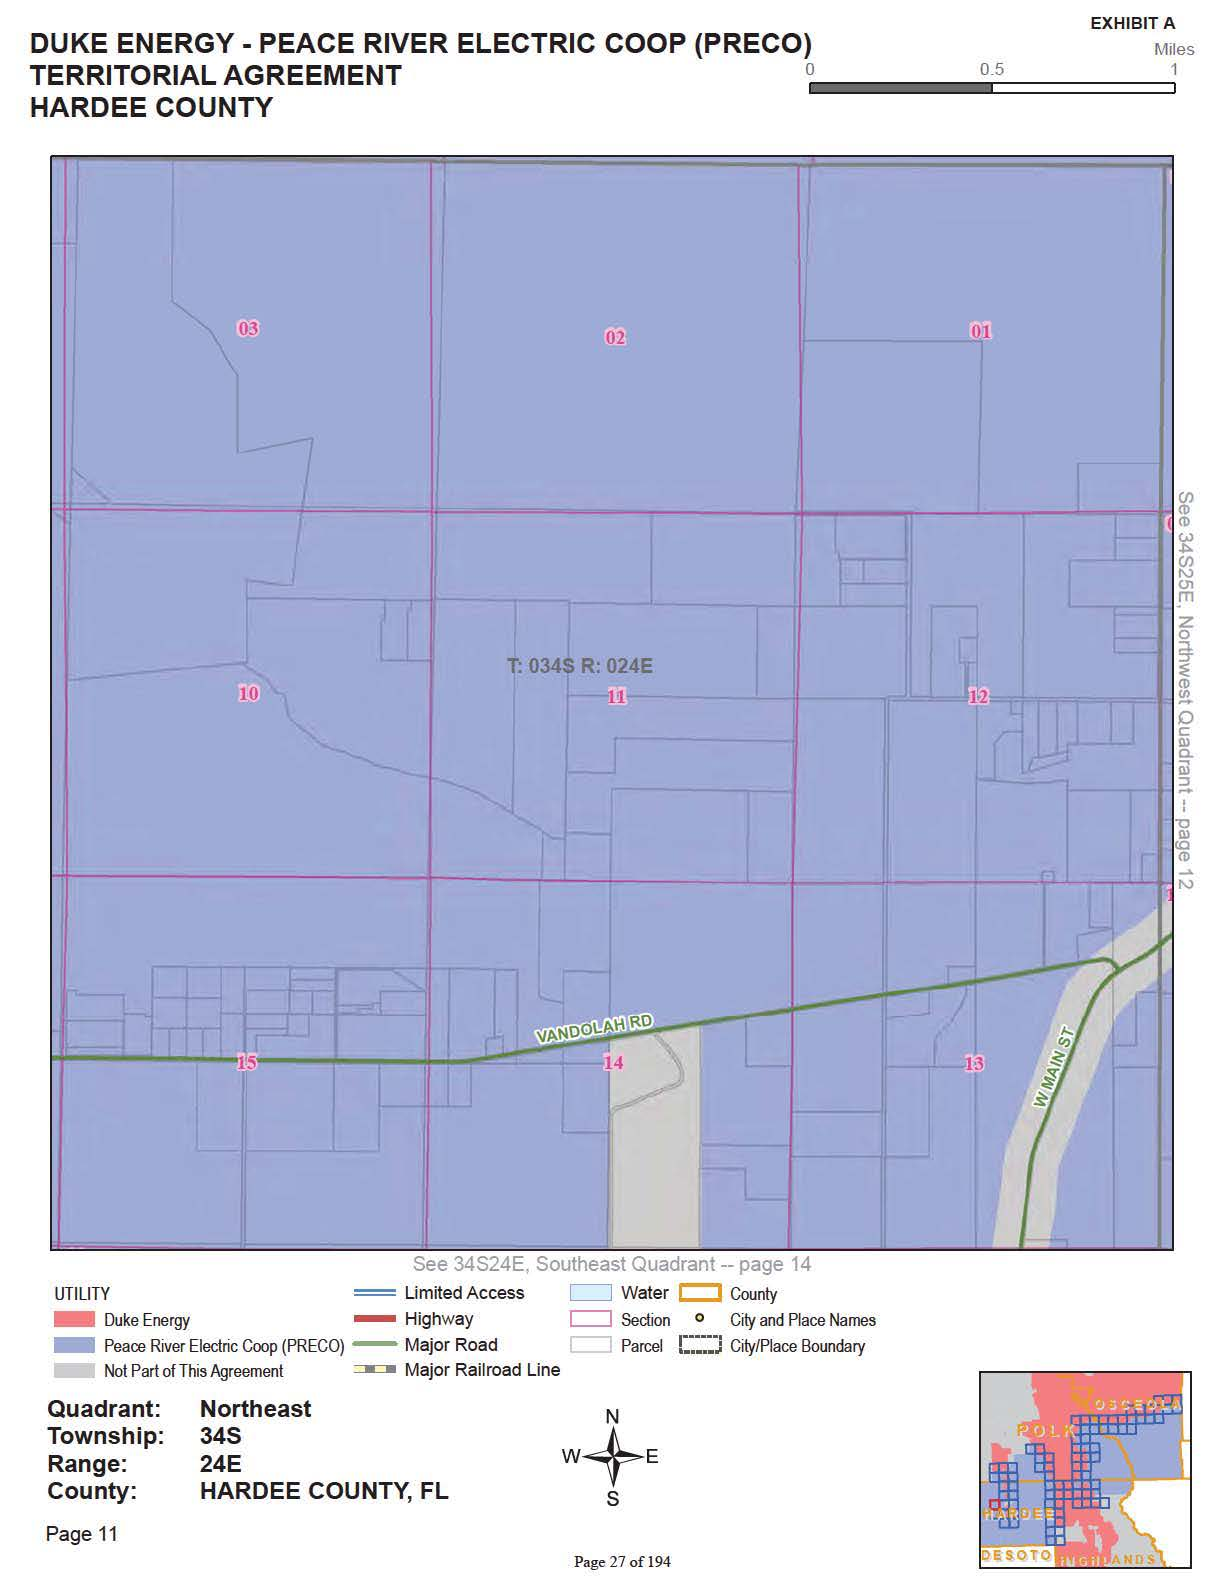 EXHIBIT A
DUKE ENERGY - PEACE RIVER ELECTRIC COOP (PRECO)
TERRITORIAL AGREEMENT
HARDEE COUNTY
Miles
0 0.5 1
03
02
01
T: 034S R: 024E
10
11
12
VANDOLAH RD
15
14
13
W MAIN ST
See 34S25E, Northwest Quadrant -- page 12
See 34S24E, Southeast Quadrant -- page 14
UTILITY
Duke Energy
Peace River Electric Coop (PRECO)
Not Part of This Agreement
Limited Access
Highway
Major Road
Major Railroad Line
Water
Section
Parcel
County
City and Place Names
City/Place Boundary
Quadrant: Northeast
Township: 34S
Range: 24E
County: HARDEE COUNTY, FL
Page 11
N
W E
S
OSCEOLA
POLK
HARDEE
DESOTO
HIGHLANDS
Page 27 of 194